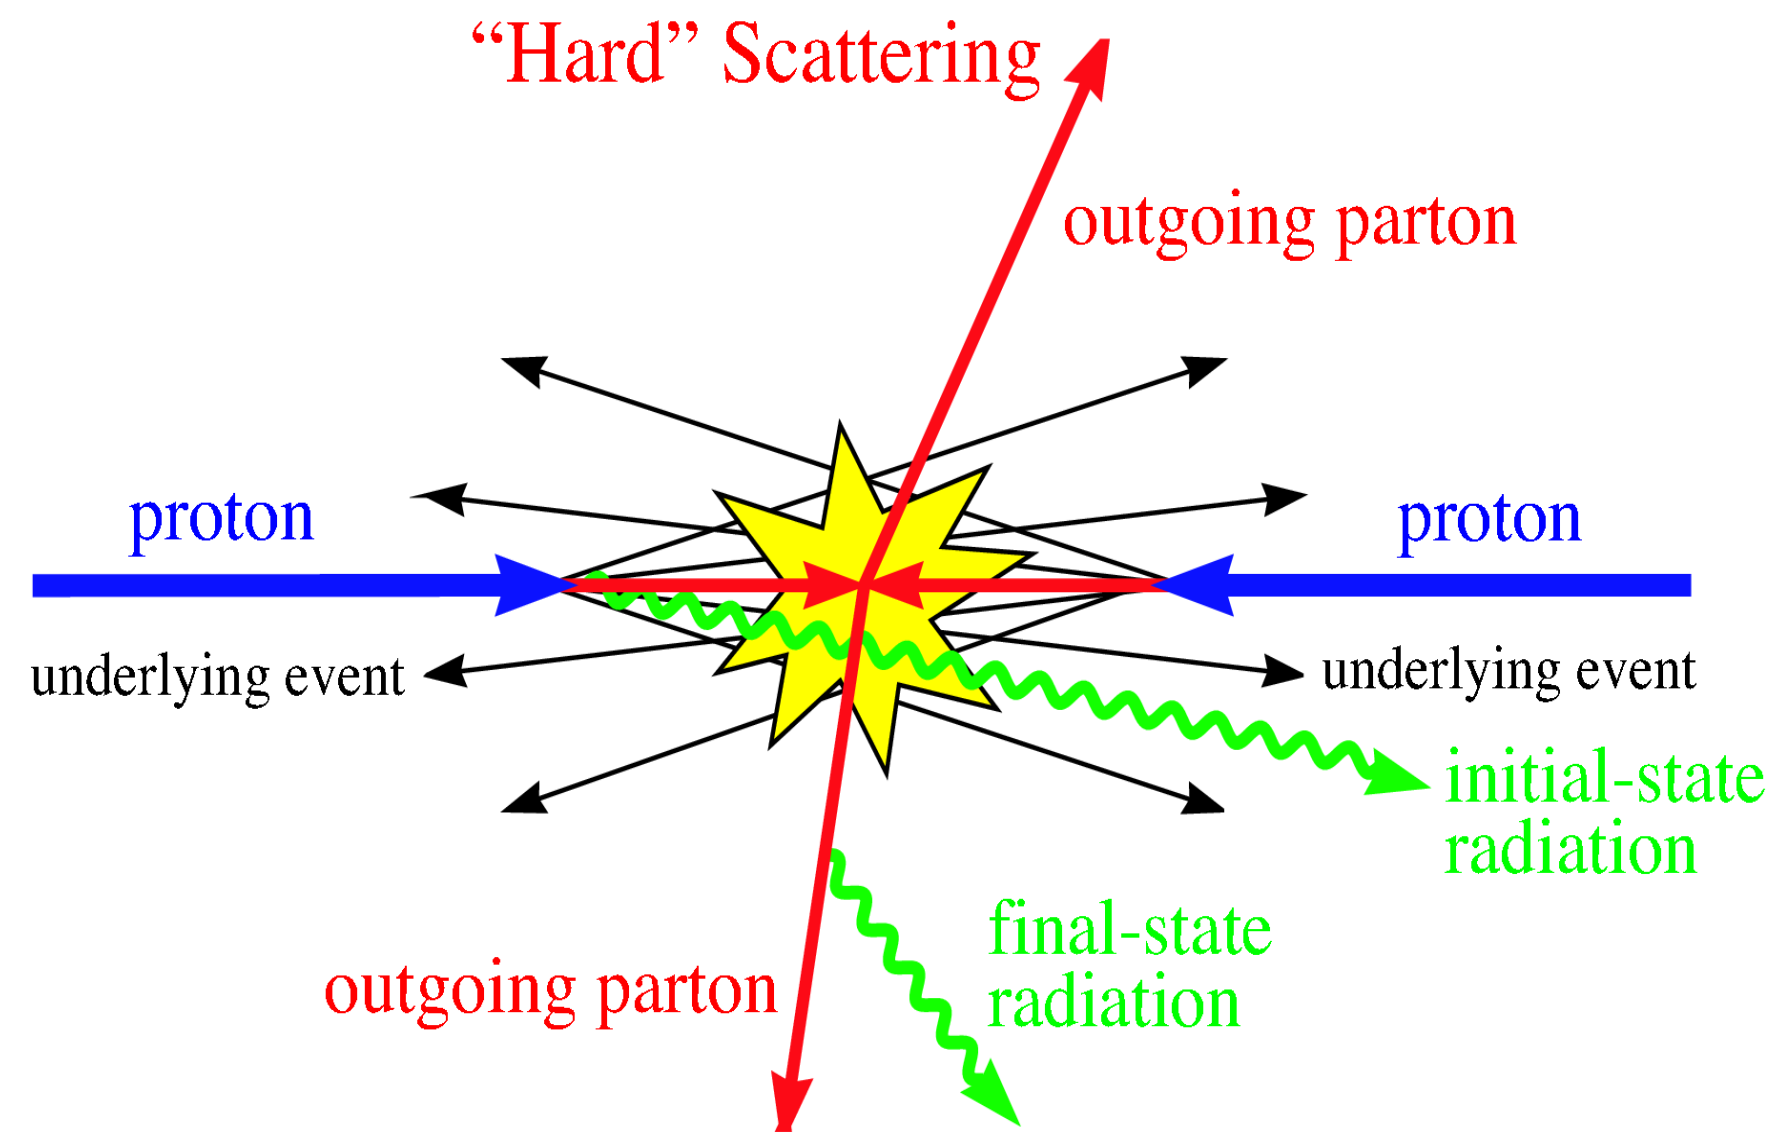 “Hard” Scattering
outgoing parton
proton
proton
underlying event
underlying event
initial-state
radiation
final-state
radiation
outgoing parton